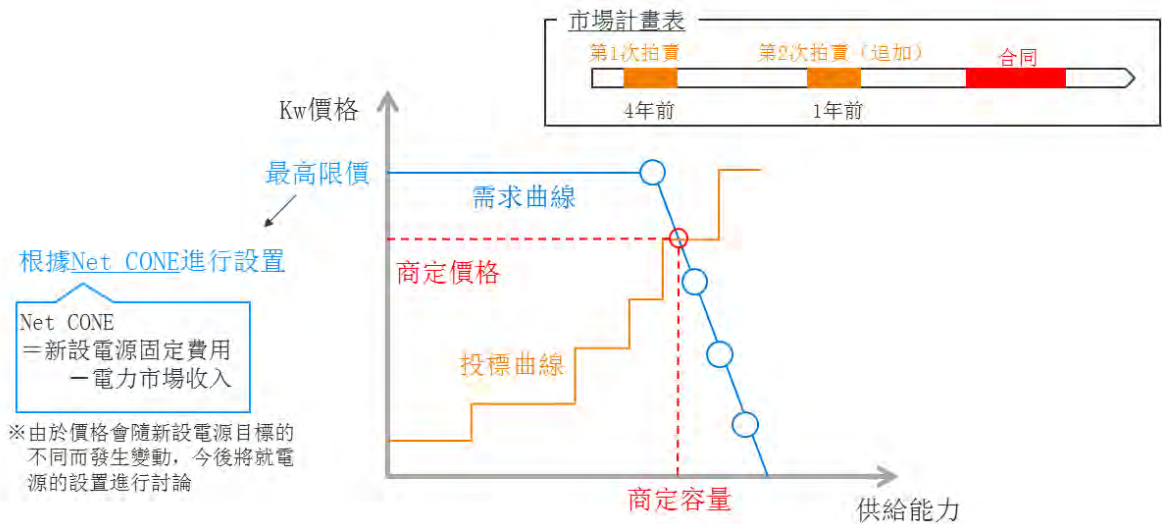 市場計畫表
第1次拍賣
第2次拍賣（追加）
合同
4年前
1年前
Kw價格
最高限價
需求曲線
根據Net CONE進行設置
商定價格
Net CONE
＝新設電源固定費用
－電力市場收入
投標曲線
※由於價格會隨新設電源目標的
不同而發生變動，今後將就電
源的設置進行討論
商定容量
供給能力